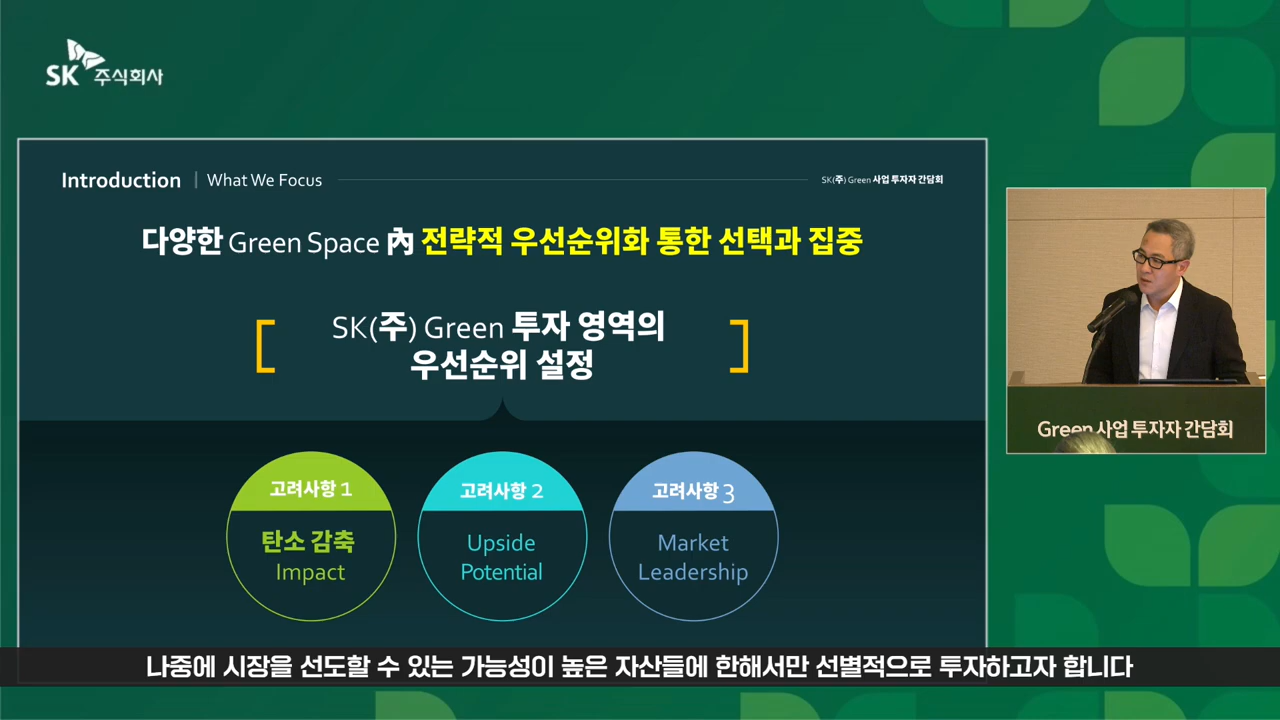 SK 주식회사
Introduction | What We Focus
SK(주) Green 사업 투자자 간담회
다양한 Green Space 內 전략적 우선순위화 통한 선택과 집중
SK(주) Green 투자 영역의
우선순위 설정
고려사항 1
탄소 감축
Impact
고려사항 2
Upside
Potential
고려사항 3
Market
Leadership
Green 사업 투자자 간담회
나중에 시장을 선도할 수 있는 가능성이 높은 자산들에 한해서만 선별적으로 투자하고자 합니다